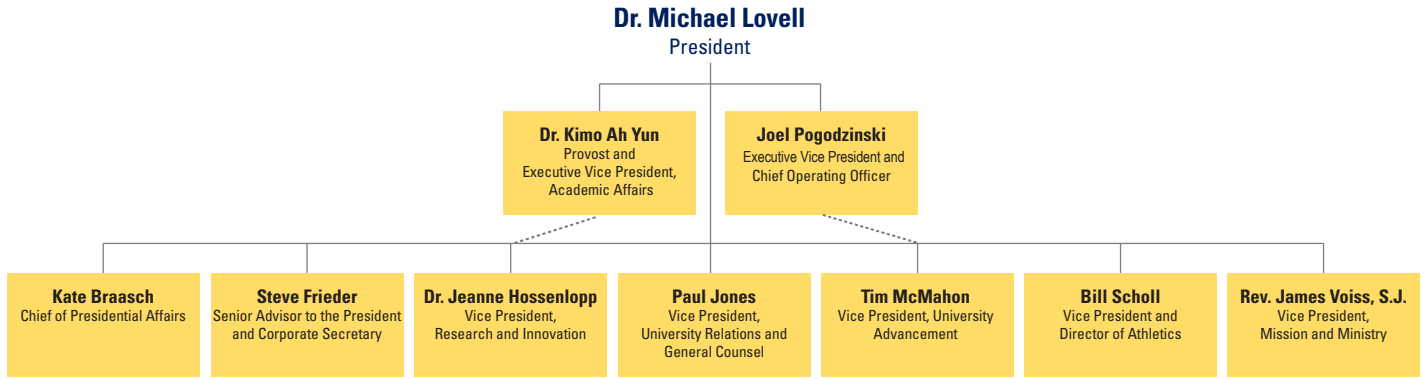 Dr. Michael Lovell
President
Dr. Kimo Ah Yun
Provost and
Executive Vice President,
Academic Affairs
Joel Pogodzinski
Executive Vice President and
Chief Operating Officer
Kate Braasch
Chief of Presidential Affairs
Steve Frieder
Senior Advisor to the President
and Corporate Secretary
Dr. Jeanne Hossenlopp
Vice President,
Research and Innovation
Paul Jones
Vice President,
University Relations and
General Counsel
Tim McMahon
Vice President, University
Advancement
Bill Scholl
Vice President and
Director of Athletics
Rev. James Voiss, S.J.
Vice President,
Mission and Ministry